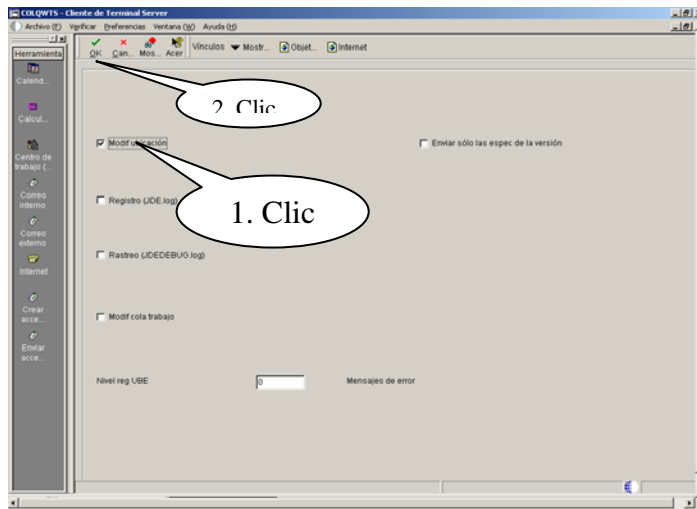 COLQWTS - Cliente de Terminal Server
Archivo (F) Verificar Preferencias Ventana (W) Ayuda (H)
Herramienta
OK Can... Mos... Acer Vínculos Mostr... Objet... Internet
Calend...
Calcul...
Centro de
trabajo (...
Correo
interno
Correo
externo
Internet
Crear
acce...
Enviar
acce...
2. Clic
Modif ubicación
Enviar sólo las espec de la versión
1. Clic
Registro (JDE.log)
Rastreo (JDEDEBUG.log)
Modif cola trabajo
Nivel reg UBE 0 Mensajes de error